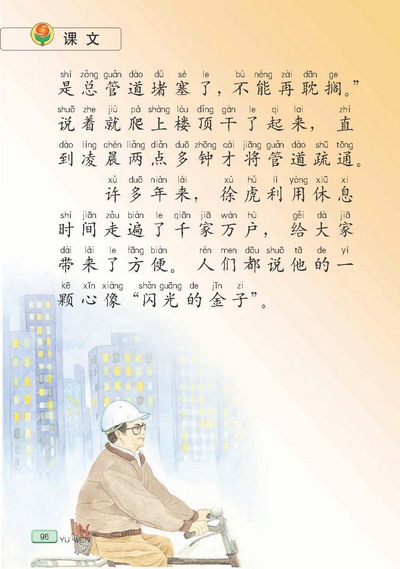 课文
shì zǒng guǎn dào dǔ sè le bù néng zài dān ge
是总管道堵塞了，不能再耽搁。”
shuō zhe jiù pá shàng lóu dǐng gàn le qi lai zhí
说着就爬上楼顶干了起来，直
dào líng chén liǎng diǎn duō zhōng cái jiāng guǎn dào shū tōng
到凌晨两点多钟才将管道疏通。
xǔ duō nián lái xú hǔ lì yòng xiū xi
许多年来，徐虎利用休息
shí jiān zǒu biàn le qiān jiā wàn hù gěi dà jiā
时间走遍了千家万户，给大家
dài lái le fāng biàn rén men dōu shuō tā de yì
带来了方便。人们都说他的一
kē xīn xiàng shǎn guāng de jīn zi
颗心像“闪光的金子”。
96 YU WEN